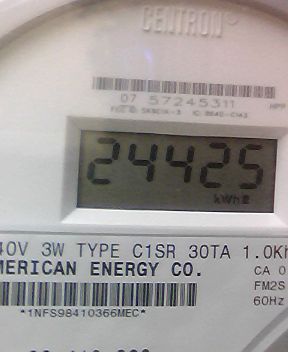 CENTRON
07 57245311
24425
kWh
40V 3W TYPE C1SR 30TA 1.0Kh
MERICAN ENERGY CO.
CA 0
FM2S
60Hz
*1NFS98410366MEC*